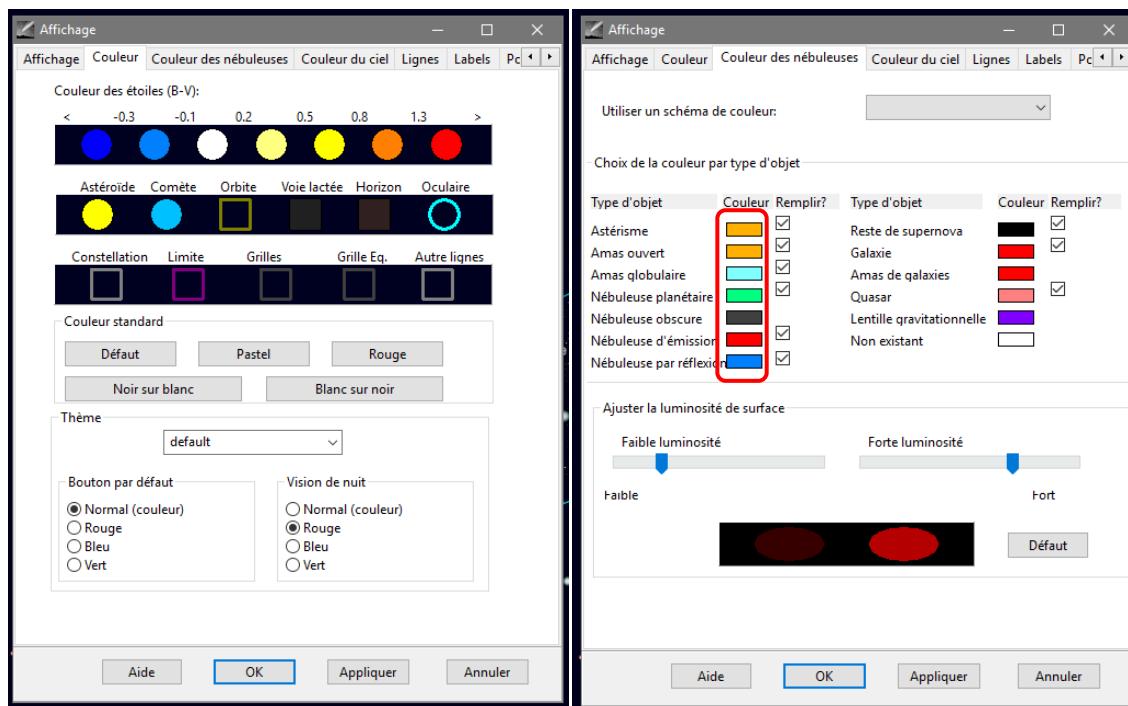 Affichage
Affichage Couleur Couleur des nébuleuses Couleur du ciel Lignes Labels Pc
Couleur des étoiles (B-V):
< -0.3 -0.1 0.2 0.5 0.8 1.3 >
Astéroïde Comète Orbite Voie lactée Horizon Oculaire
Constellation Limite Grilles Grille Eq. Autre lignes
Couleur standard
Défaut Pastel Rouge
Noir sur blanc Blanc sur noir
Thème
default
Bouton par défaut Vision de nuit
Normal (couleur) Normal (couleur)
Rouge Rouge
Bleu Bleu
Vert Vert
Aide OK Appliquer Annuler
Affichage
Affichage Couleur Couleur des nébuleuses Couleur du ciel Lignes Labels Pc
Utiliser un schéma de couleur:
Choix de la couleur par type d'objet
Type d'objet Couleur Remplir? Type d'objet Couleur Remplir?
Astérisme Reste de supernova
Amas ouvert Galaxie
Amas globulaire Amas de galaxies
Nébuleuse planétaire Quasar
Nébuleuse obscure Lentille gravitationnelle
Nébuleuse d'émission Non existant
Nébuleuse par réflexion
Ajuster la luminosité de surface
Faible luminosité Forte luminosité
Faible Fort
Défaut
Aide OK Appliquer Annuler